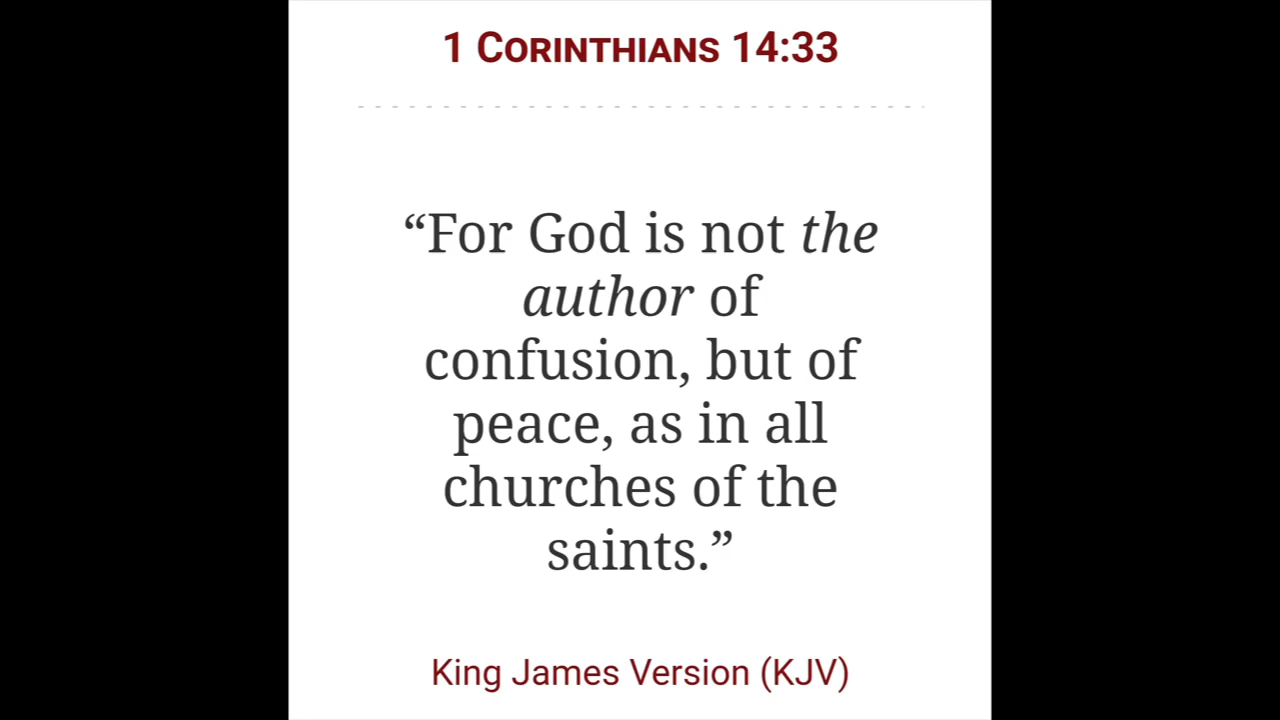 1 Corinthians 14:33
“For God is not the
author of
confusion, but of
peace, as in all
churches of the
saints.”
King James Version (KJV)